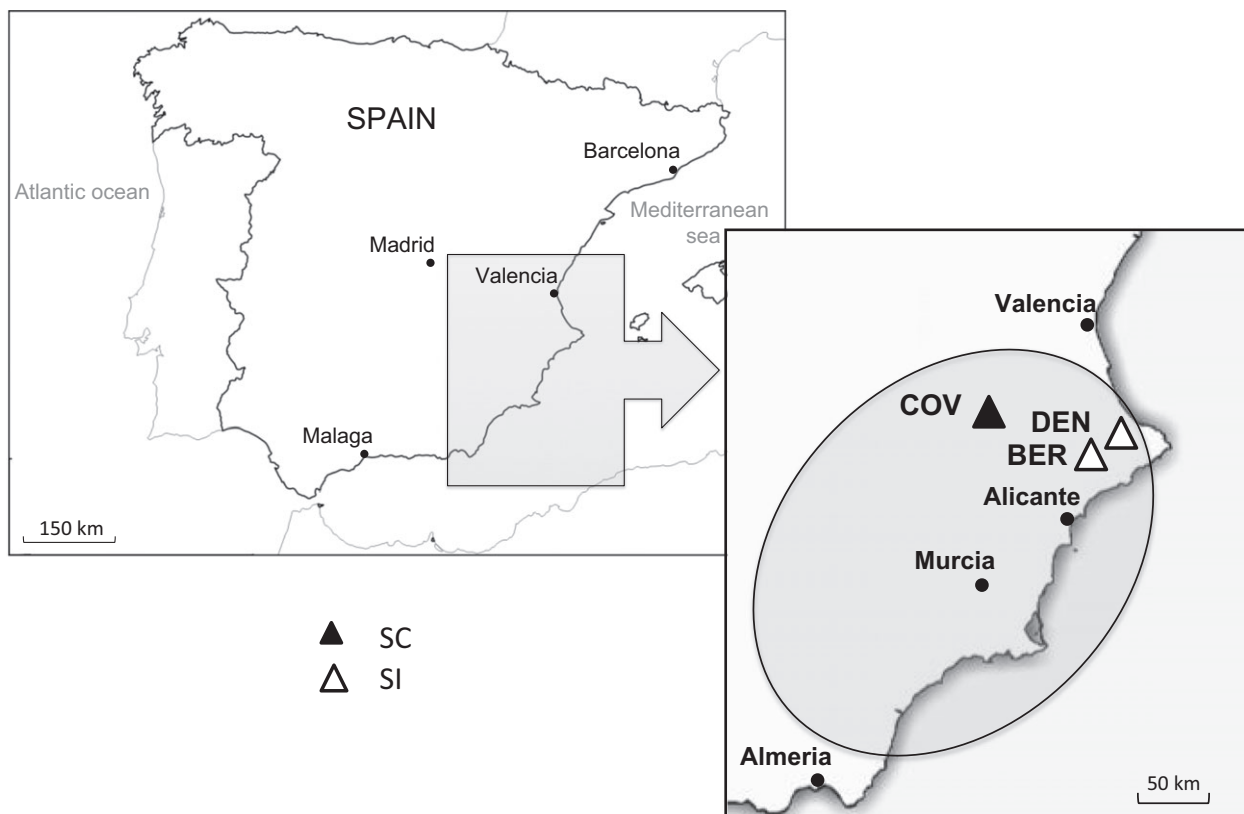 SPAIN
Barcelona
Atlantic ocean
Mediterranean
sea
Madrid
Valencia
Malaga
150 km
Valencia
COV
DEN
BER
Alicante
Murcia
Almeria
50 km
SC
SI